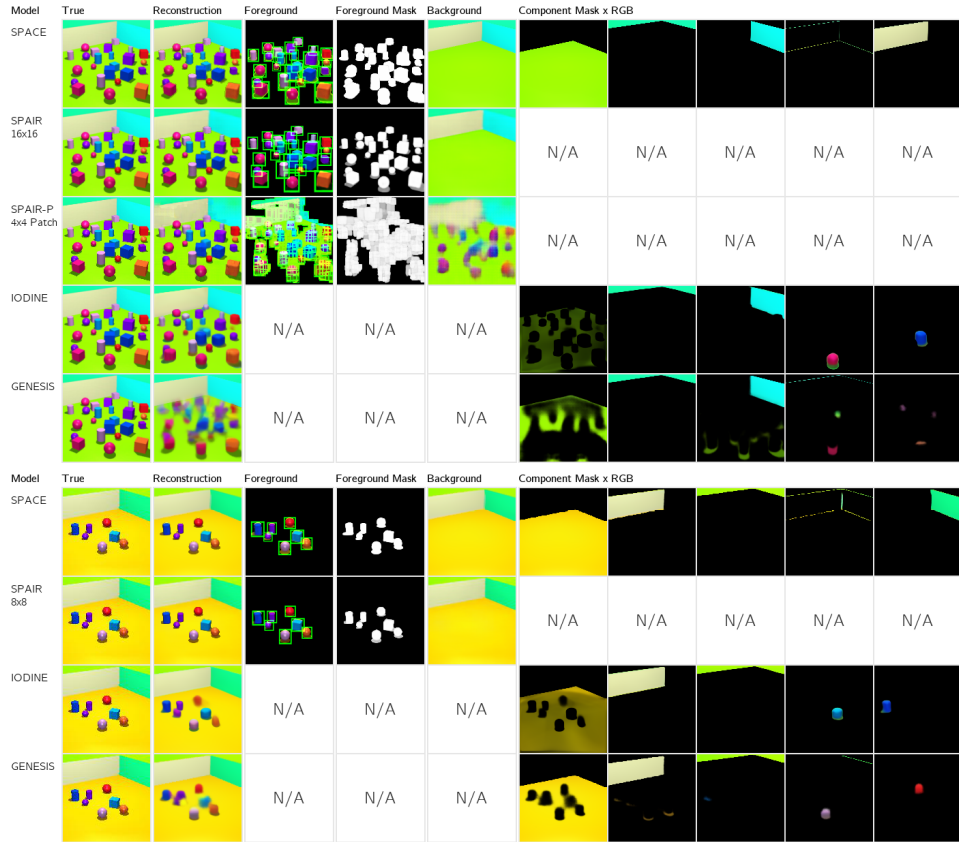 Model True Reconstruction Foreground Foreground Mask Background Component Mask x RGB
SPACE
SPAIR
16x16
N/A N/A N/A N/A N/A
SPAIR-P
4x4 Patch
N/A N/A N/A N/A N/A
IODINE
N/A N/A N/A
GENESIS
N/A N/A N/A
Model True Reconstruction Foreground Foreground Mask Background Component Mask x RGB
SPACE
SPAIR
8x8
N/A N/A N/A N/A N/A
IODINE
N/A N/A N/A
GENESIS
N/A N/A N/A